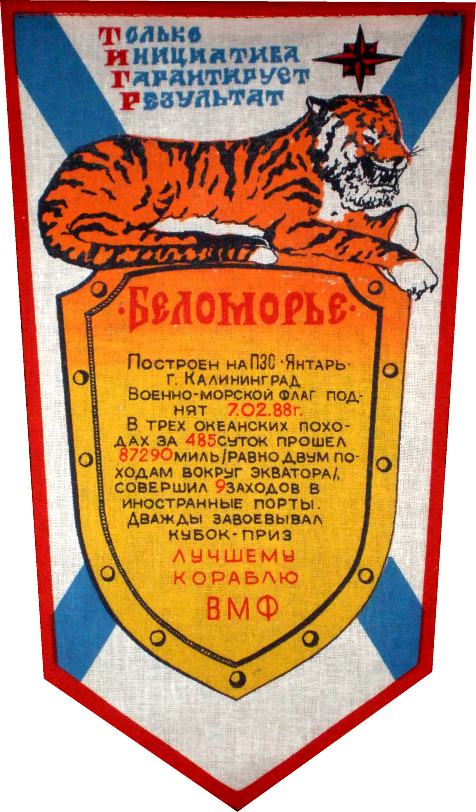 Только
Инициатива
Гарантирует
Результат
·Беломорье·
Построен на ПЗС ·Янтарь·
г. Калининград
Военно-морской флаг под-
нят 7.02.88г.
В трех океанских похо-
дах за 485 суток прошел
87290 миль /равно двум по-
ходам вокруг экватора/,
совершил 9 заходов в
иностранные порты.
Дважды завоевывал
кубок-приз
лучшему
кораблю
ВМФ